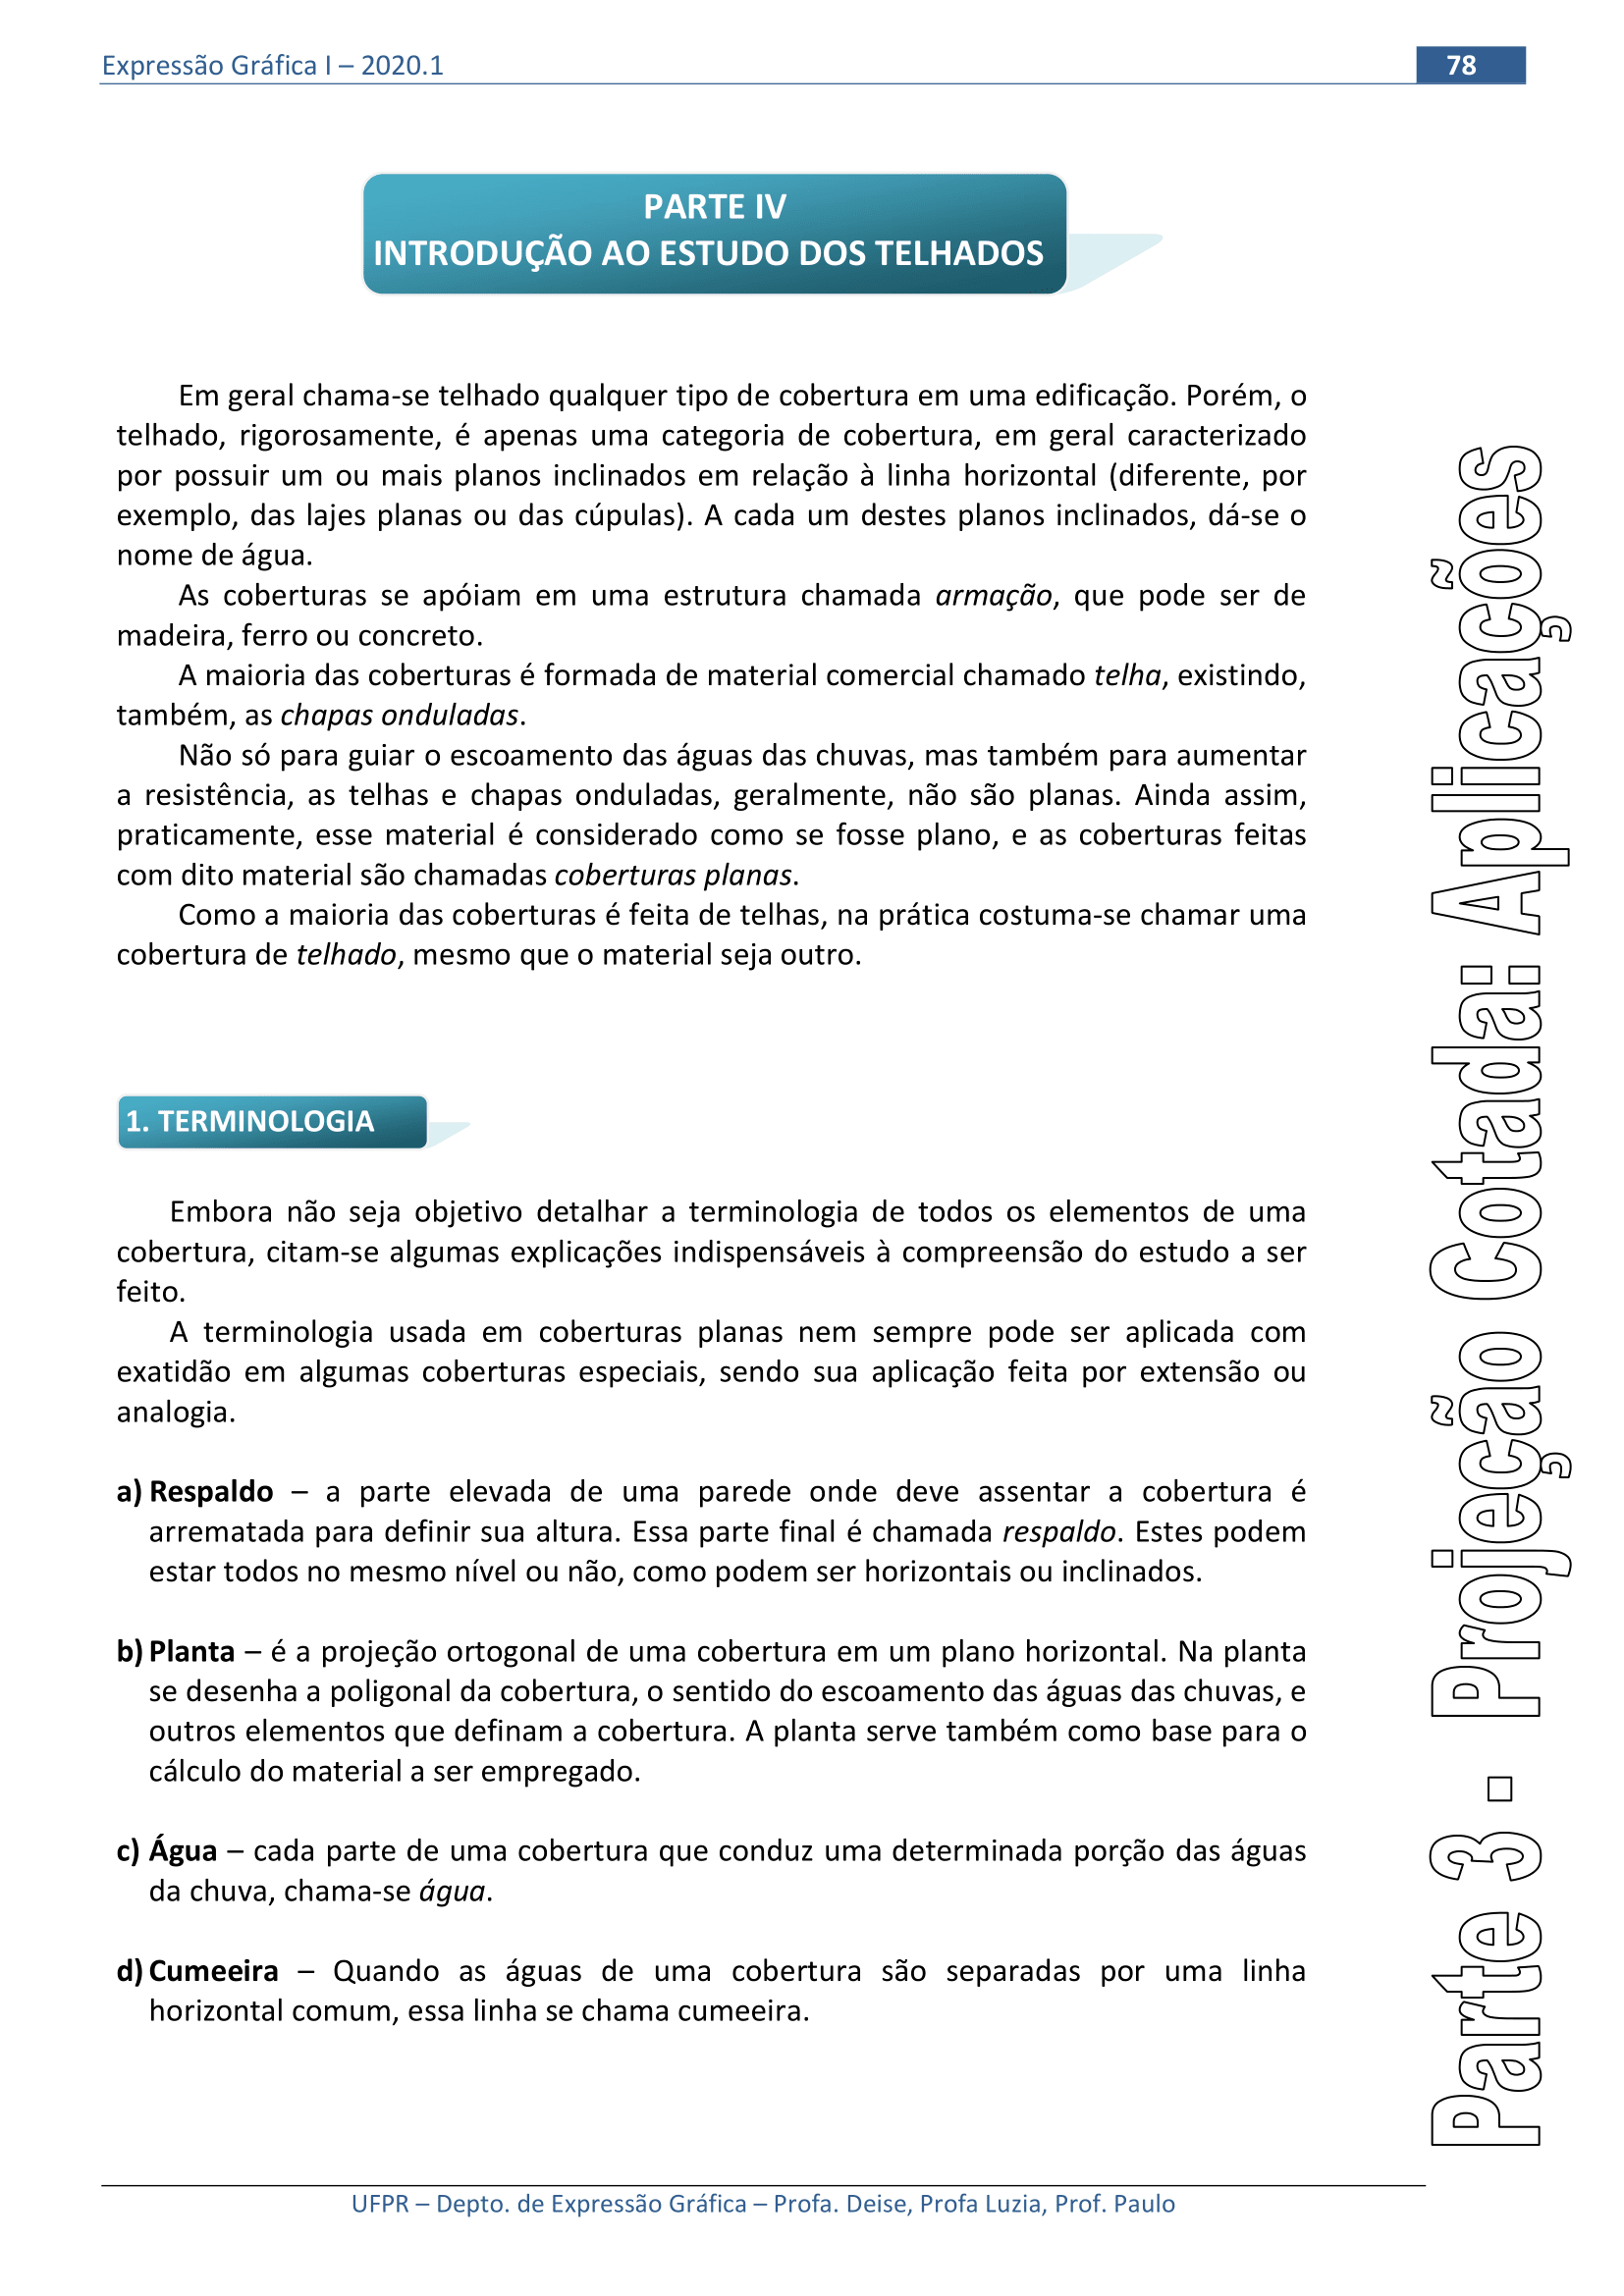 Expressão Gráfica I – 2020.1
78
PARTE IV
INTRODUÇÃO AO ESTUDO DOS TELHADOS
Em geral chama-se telhado qualquer tipo de cobertura em uma edificação. Porém, o
telhado, rigorosamente, é apenas uma categoria de cobertura, em geral caracterizado
por possuir um ou mais planos inclinados em relação à linha horizontal (diferente, por
exemplo, das lajes planas ou das cúpulas). A cada um destes planos inclinados, dá-se o
nome de água.
As coberturas se apóiam em uma estrutura chamada armação, que pode ser de
madeira, ferro ou concreto.
A maioria das coberturas é formada de material comercial chamado telha, existindo,
também, as chapas onduladas.
Não só para guiar o escoamento das águas das chuvas, mas também para aumentar
a resistência, as telhas e chapas onduladas, geralmente, não são planas. Ainda assim,
praticamente, esse material é considerado como se fosse plano, e as coberturas feitas
com dito material são chamadas coberturas planas.
Como a maioria das coberturas é feita de telhas, na prática costuma-se chamar uma
cobertura de telhado, mesmo que o material seja outro.
1. TERMINOLOGIA
Embora não seja objetivo detalhar a terminologia de todos os elementos de uma
cobertura, citam-se algumas explicações indispensáveis à compreensão do estudo a ser
feito.
A terminologia usada em coberturas planas nem sempre pode ser aplicada com
exatidão em algumas coberturas especiais, sendo sua aplicação feita por extensão ou
analogia.
a) Respaldo – a parte elevada de uma parede onde deve assentar a cobertura é
arrematada para definir sua altura. Essa parte final é chamada respaldo. Estes podem
estar todos no mesmo nível ou não, como podem ser horizontais ou inclinados.
b) Planta – é a projeção ortogonal de uma cobertura em um plano horizontal. Na planta
se desenha a poligonal da cobertura, o sentido do escoamento das águas das chuvas, e
outros elementos que definam a cobertura. A planta serve também como base para o
cálculo do material a ser empregado.
c) Água – cada parte de uma cobertura que conduz uma determinada porção das águas
da chuva, chama-se água.
d) Cumeeira – Quando as águas de uma cobertura são separadas por uma linha
horizontal comum, essa linha se chama cumeeira.
Parte 3 - Projeção Cotada: Aplicações
UFPR – Depto. de Expressão Gráfica – Profa. Deise, Profa Luzia, Prof. Paulo